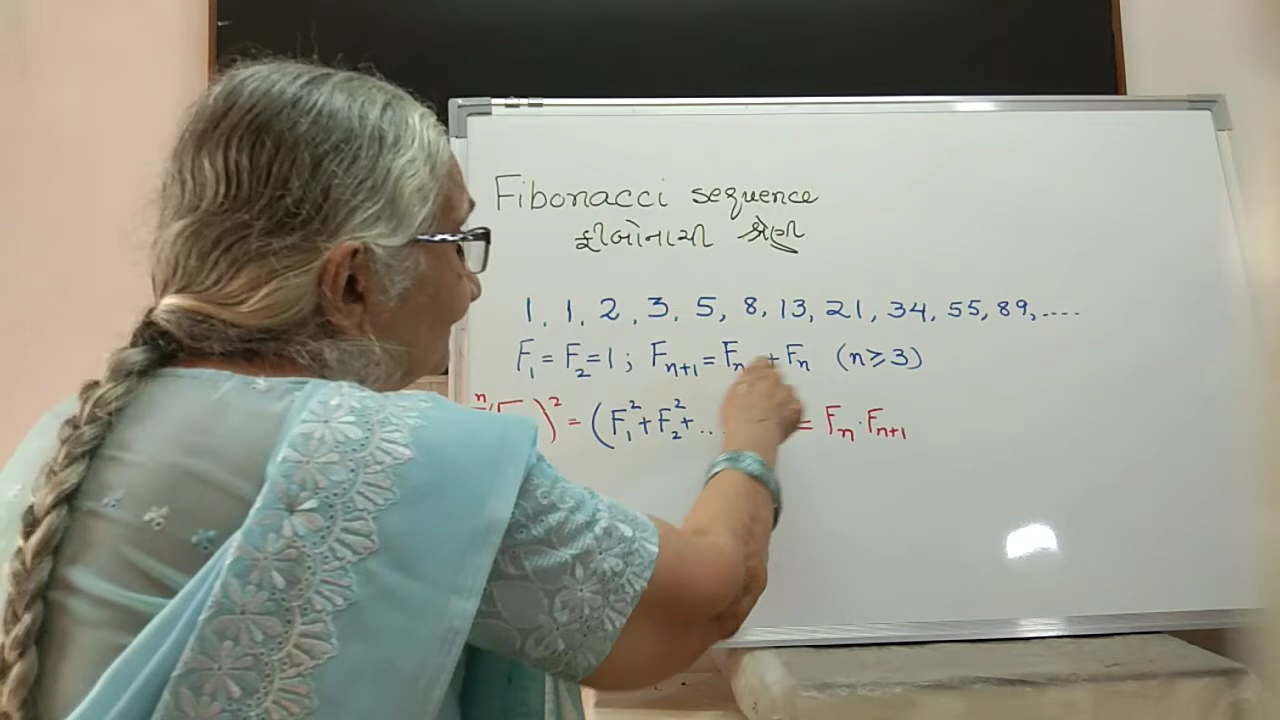 Fibonacci sequence
ફીબોનાચી શ્રેણી
1, 1, 2, 3, 5, 8, 13, 21, 34, 55, 89, ....
F₁ = F₂ = 1 ; Fₙ₊₁ = Fₙ + Fₙ (n ≥ 3)
)² = (F₁² + F₂² + .. = Fₙ · Fₙ₊₁